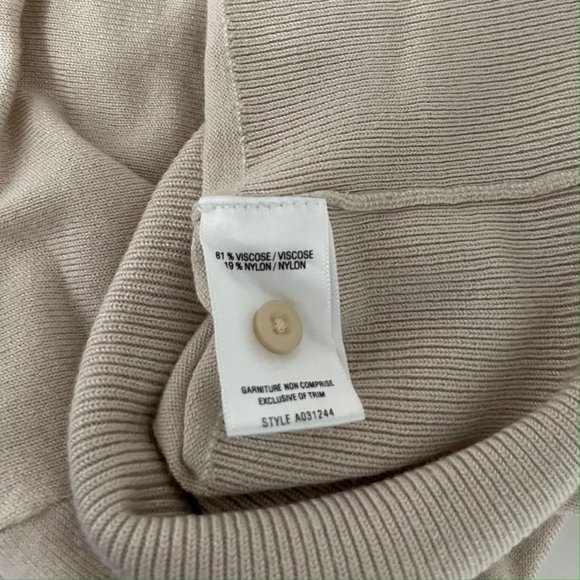 81 % VISCOSE / VISCOSE
19 % NYLON / NYLON
GARNITURE NON COMPRISE
EXCLUSIVE OF TRIM
STYLE A031244